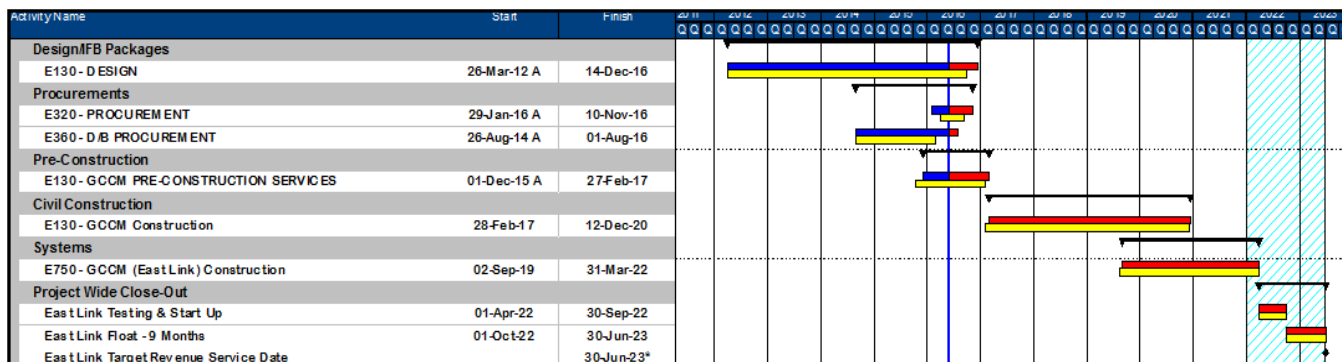 Activity Name Start Finish 2011 2012 2013 2014 2015 2016 2017 2018 2019 2020 2021 2022 2023
Q Q Q Q Q Q Q Q Q Q Q Q Q Q Q Q Q Q Q Q Q Q Q Q Q Q Q Q Q Q Q Q Q Q Q Q Q Q Q Q Q Q Q Q Q Q Q Q Q
Design/IFB Packages
E130 - DESIGN 26-Mar-12 A 14-Dec-16
Procurements
E320 - PROCUREMENT 29-Jan-16 A 10-Nov-16
E360 - D/B PROCUREMENT 26-Aug-14 A 01-Aug-16
Pre-Construction
E130 - GCCM PRE-CONSTRUCTION SERVICES 01-Dec-15 A 27-Feb-17
Civil Construction
E130 - GCCM Construction 28-Feb-17 12-Dec-20
Systems
E750 - GCCM (East Link) Construction 02-Sep-19 31-Mar-22
Project Wide Close-Out
East Link Testing & Start Up 01-Apr-22 30-Sep-22
East Link Float - 9 Months 01-Oct-22 30-Jun-23
East Link Target Revenue Service Date 30-Jun-23*